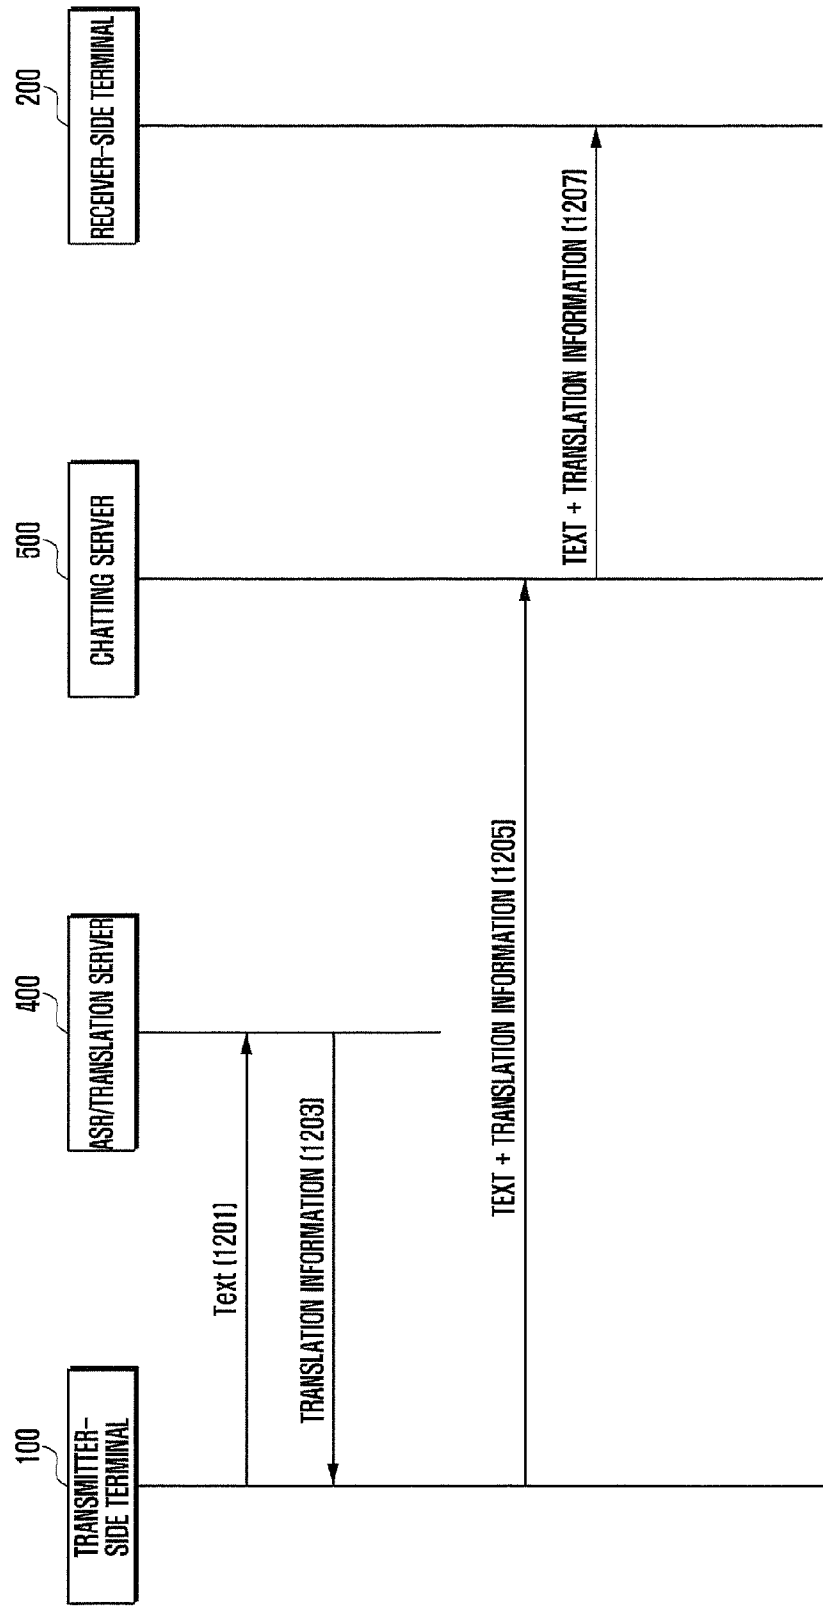 100
TRANSMITTER-
SIDE TERMINAL
400
ASR/TRANSLATION SERVER
500
CHATTING SERVER
200
RECEIVER-SIDE TERMINAL
Text (1201)
TRANSLATION INFORMATION (1203)
TEXT + TRANSLATION INFORMATION (1205)
TEXT + TRANSLATION INFORMATION (1207)